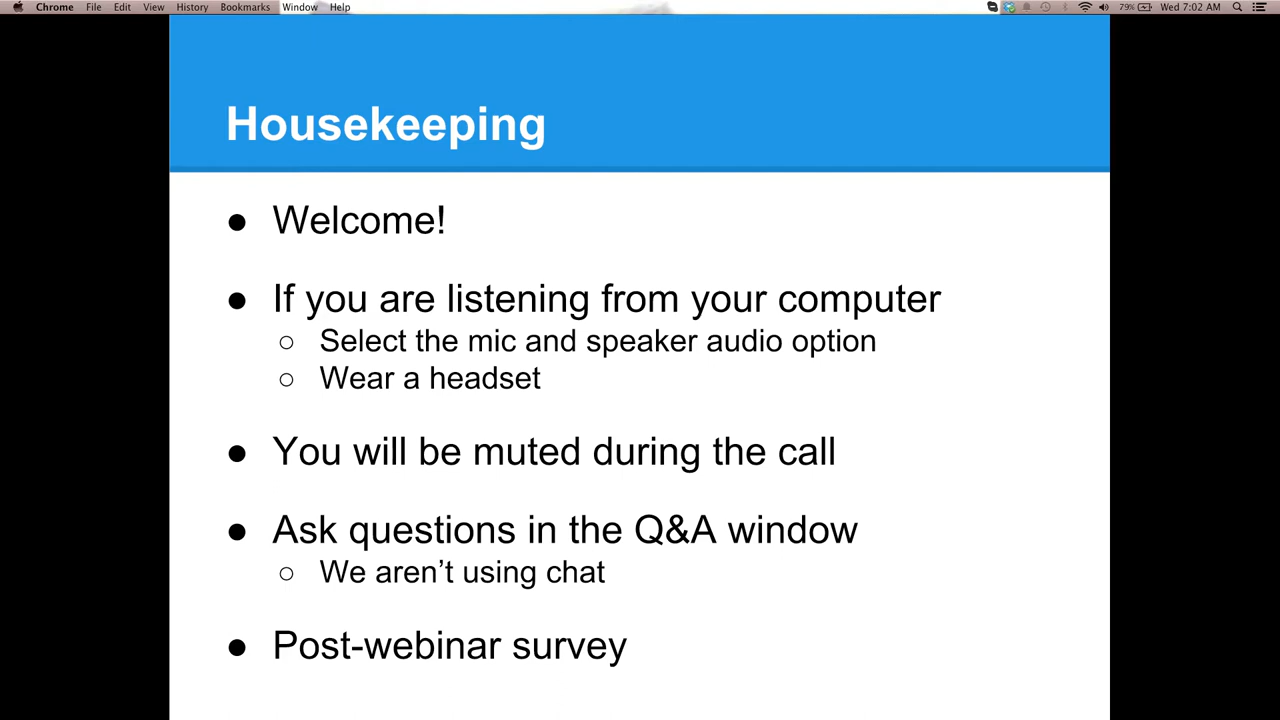 Chrome File Edit View History Bookmarks Window Help 79% Wed 7:02 AM
Housekeeping
● Welcome!
● If you are listening from your computer
○ Select the mic and speaker audio option
○ Wear a headset
● You will be muted during the call
● Ask questions in the Q&A window
○ We aren’t using chat
● Post-webinar survey